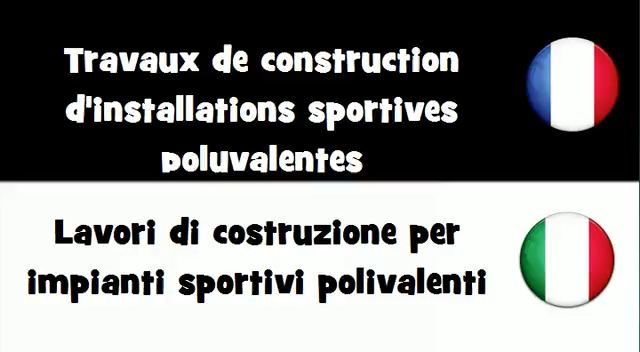 Travaux de construction
d'installations sportives
poluvalentes
Lavori di costruzione per
impianti sportivi polivalenti